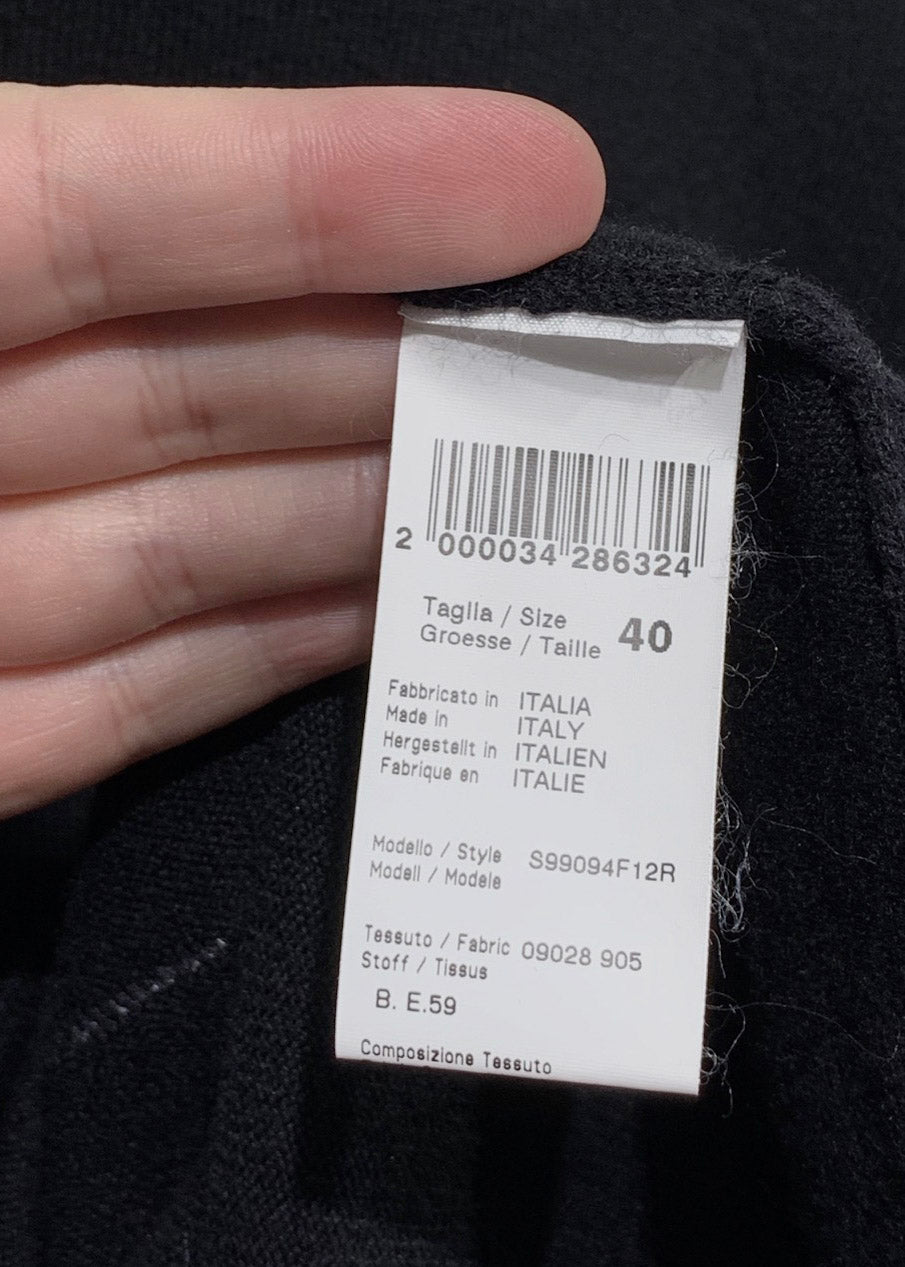 2 000034 286324
Taglia / Size 40
Groesse / Taille
Fabbricato in ITALIA
Made in ITALY
Hergestellt in ITALIEN
Fabrique en ITALIE
Modello / Style S99094F12R
Modell / Modele
Tessuto / Fabric 09028 905
Stoff / Tissus
B. E.59
Composizione Tessuto